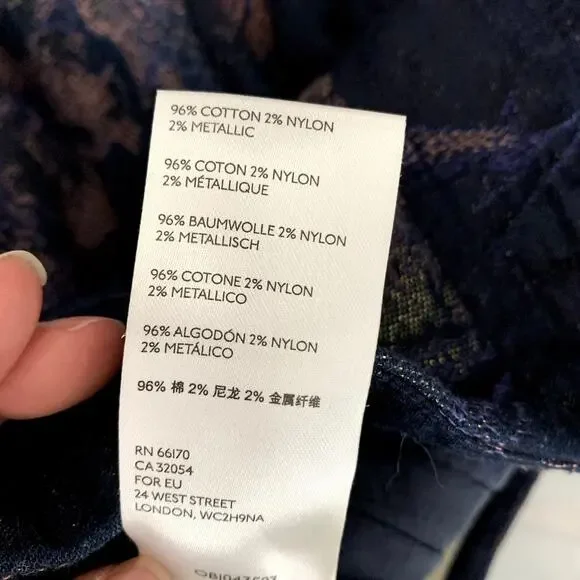 96% COTTON 2% NYLON
2% METALLIC
96% COTON 2% NYLON
2% MÉTALLIQUE
96% BAUMWOLLE 2% NYLON
2% METALLISCH
96% COTONE 2% NYLON
2% METALLICO
96% ALGODÓN 2% NYLON
2% METÁLICO
96% 棉 2% 尼龙 2% 金属纤维
RN 66170
CA 32054
FOR EU
24 WEST STREET
LONDON, WC2H9NA